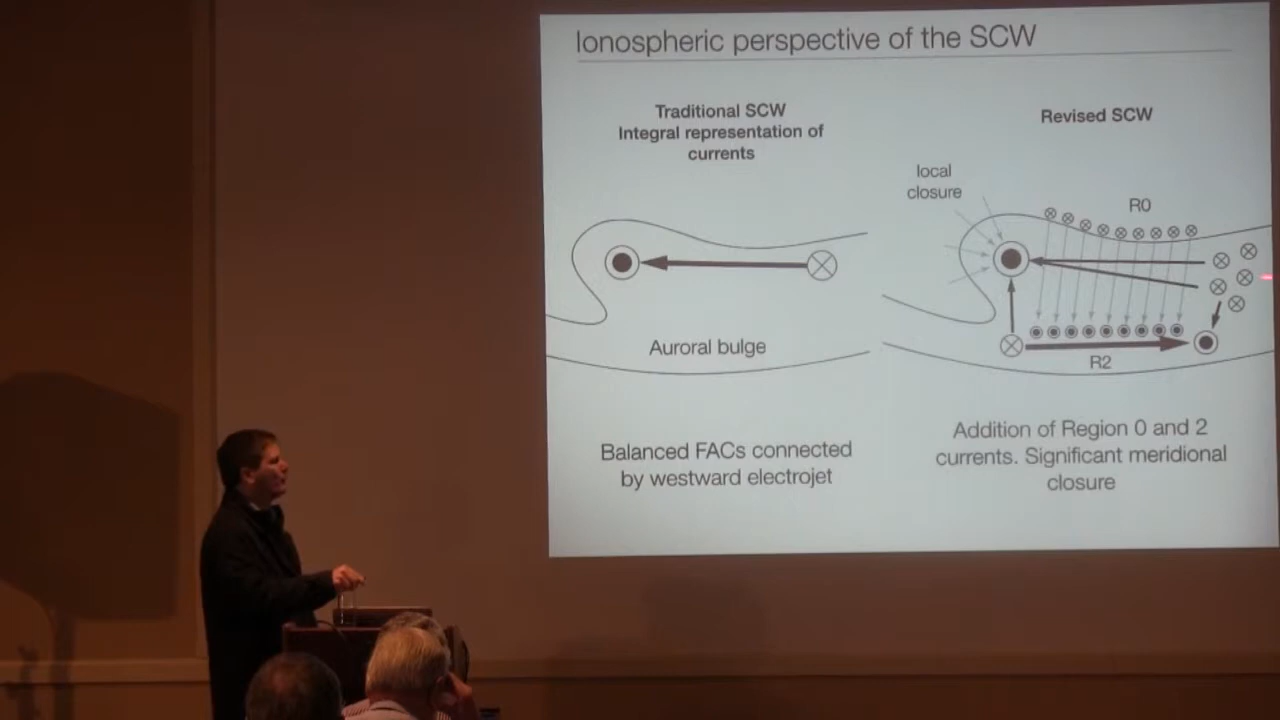 Ionospheric perspective of the SCW
Traditional SCW
Integral representation of
currents
Auroral bulge
Balanced FACs connected
by westward electrojet
Revised SCW
local
closure
R0
R2
Addition of Region 0 and 2
currents. Significant meridional
closure